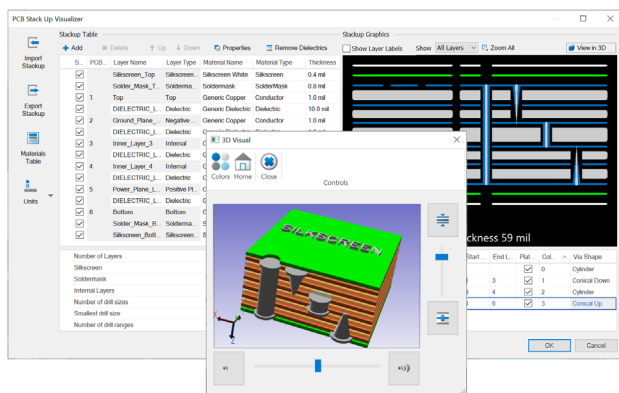 PCB Stack Up Visualizer
Import Stackup
Export Stackup
Materials Table
Units
Stackup Table
Add Delete Up Down Properties Remove Dielectrics
S... PCB... Layer Name Layer Type Material Name Material Type Thickness
Silkscreen_Top Silkscreen... Silkscreen White Silkscreen 0.4 mil
Solder_Mask_T... Solderma... SolderMask SolderMask 0.8 mil
1 Top Top Generic Copper Conductor 1.0 mil
DIELECTRIC_L... Dielectric Generic Dielectric Dielectric 10.0 mil
2 Ground_Plane_... Negative ... Generic Copper Conductor 1.0 mil
DIELECTRIC_L... Dielectric Generic Dielectric Dielectric
3 Inner_Layer_3 Internal G
DIELECTRIC_L... Dielectric G
4 Inner_Layer_4 Internal G
DIELECTRIC_L... Dielectric G
5 Power_Plane_L... Positive Pl... G
DIELECTRIC_L... Dielectric G
6 Bottom Bottom G
Solder_Mask_B... Solderma... S
Silkscreen_Bott... Silkscreen... S
Number of Layers
Silkscreen
Soldermask
Internal Layers
Number of drill sizes
Smallest drill size
Number of drill ranges
Stackup Graphics
Show Layer Labels Show All Layers Zoom All View in 3D
ckness 59 mil
Start ... End L... Plat... Col... Via Shape
0 Cylinder
3 1 Conical Down
4 2 Cylinder
6 3 Conical Up
OK Cancel
3D Visual
Colors Home Close
Controls
SILKSCREEN
X
Z